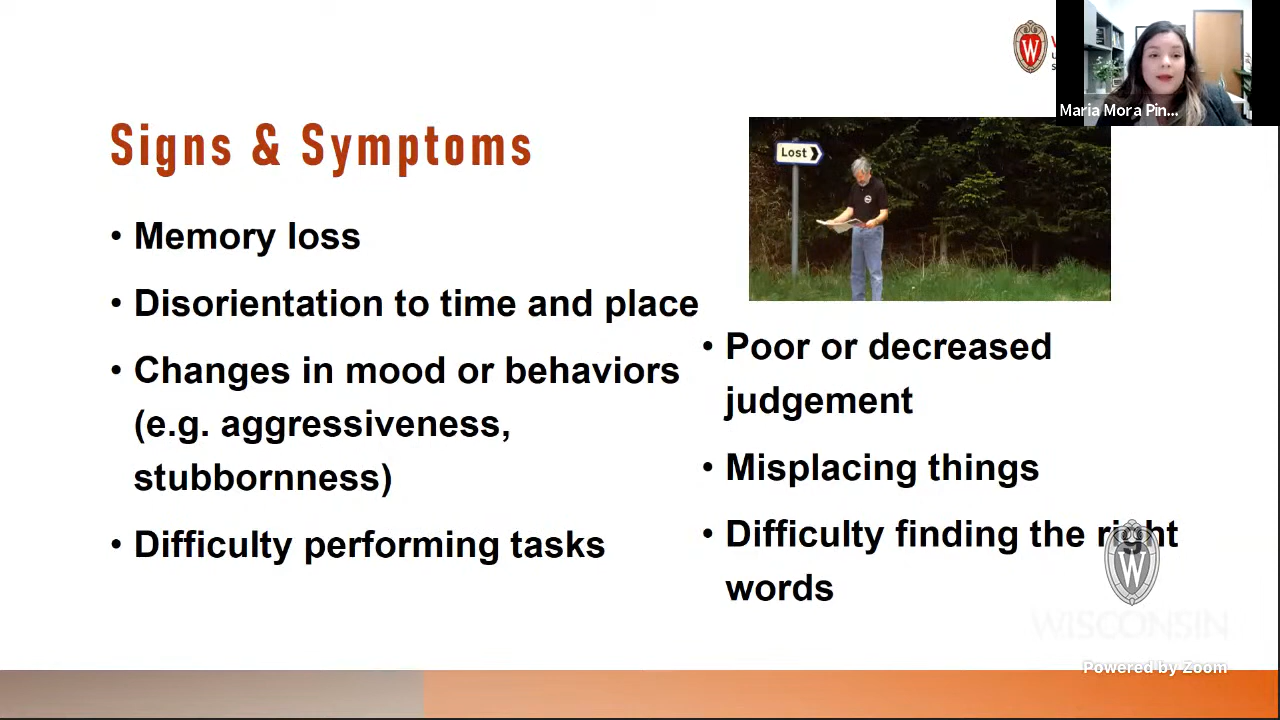 W
Maria Mora Pin...
Signs & Symptoms
Lost
• Memory loss
• Disorientation to time and place
• Changes in mood or behaviors
(e.g. aggressiveness,
stubbornness)
• Difficulty performing tasks
• Poor or decreased
judgement
• Misplacing things
• Difficulty finding the right
words
W
WISCONSIN
Powered by Zoom